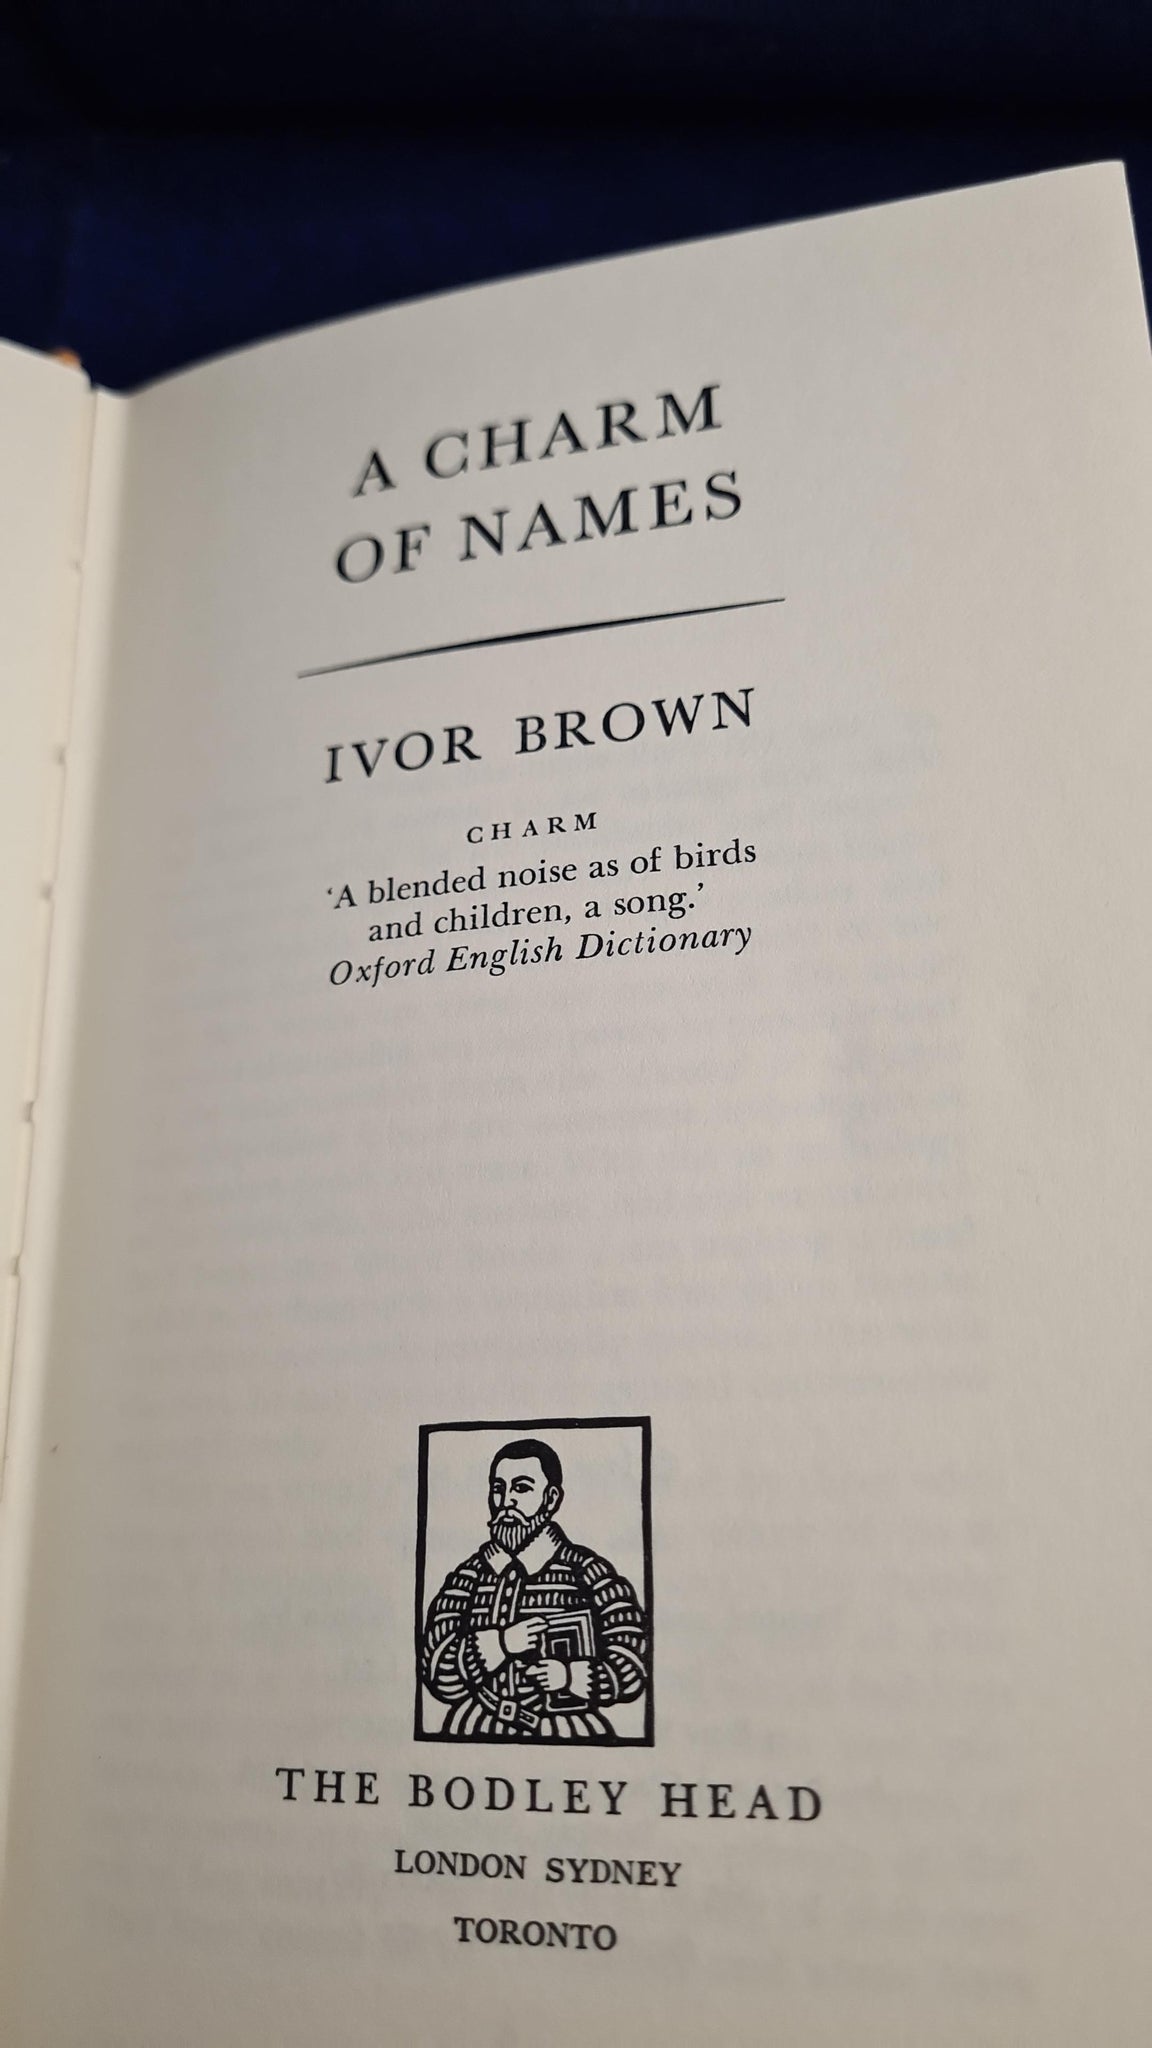 A CHARM
OF NAMES
IVOR BROWN
CHARM
‘A blended noise as of birds
and children, a song.’
Oxford English Dictionary
THE BODLEY HEAD
LONDON SYDNEY
TORONTO